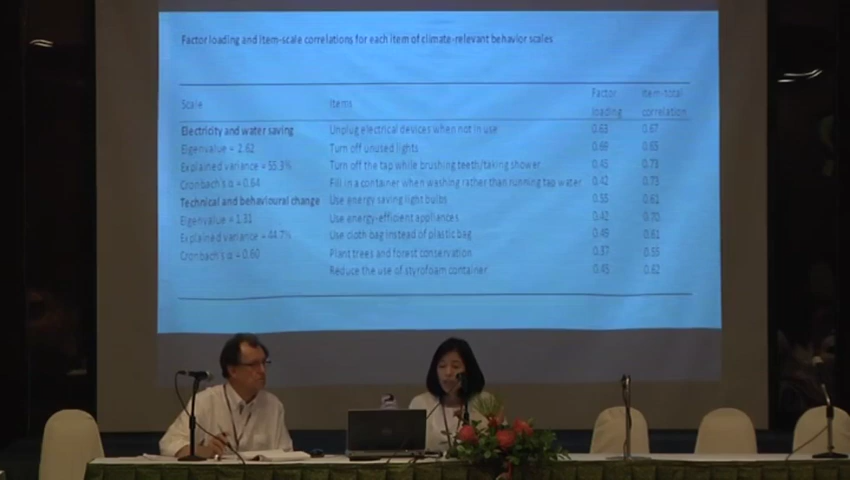 Factor loading and item-scale correlations for each item of climate-relevant behavior scales
Scale Items Factor loading Item-total correlation
Electricity and water saving Unplug electrical devices when not in use 0.63 0.67
Eigenvalue = 2.62 Turn off unused lights 0.69 0.65
Explained variance = 55.3% Turn off the tap while brushing teeth/taking shower 0.45 0.73
Cronbach's α = 0.64 Fill in a container when washing rather than running tap water 0.42 0.73
Technical and behavioural change Use energy saving light bulbs 0.55 0.61
Eigenvalue = 1.31 Use energy-efficient appliances 0.42 0.70
Explained variance = 44.7% Use cloth bag instead of plastic bag 0.49 0.61
Cronbach's α = 0.60 Plant trees and forest conservation 0.37 0.55
Reduce the use of styrofoam container 0.45 0.62